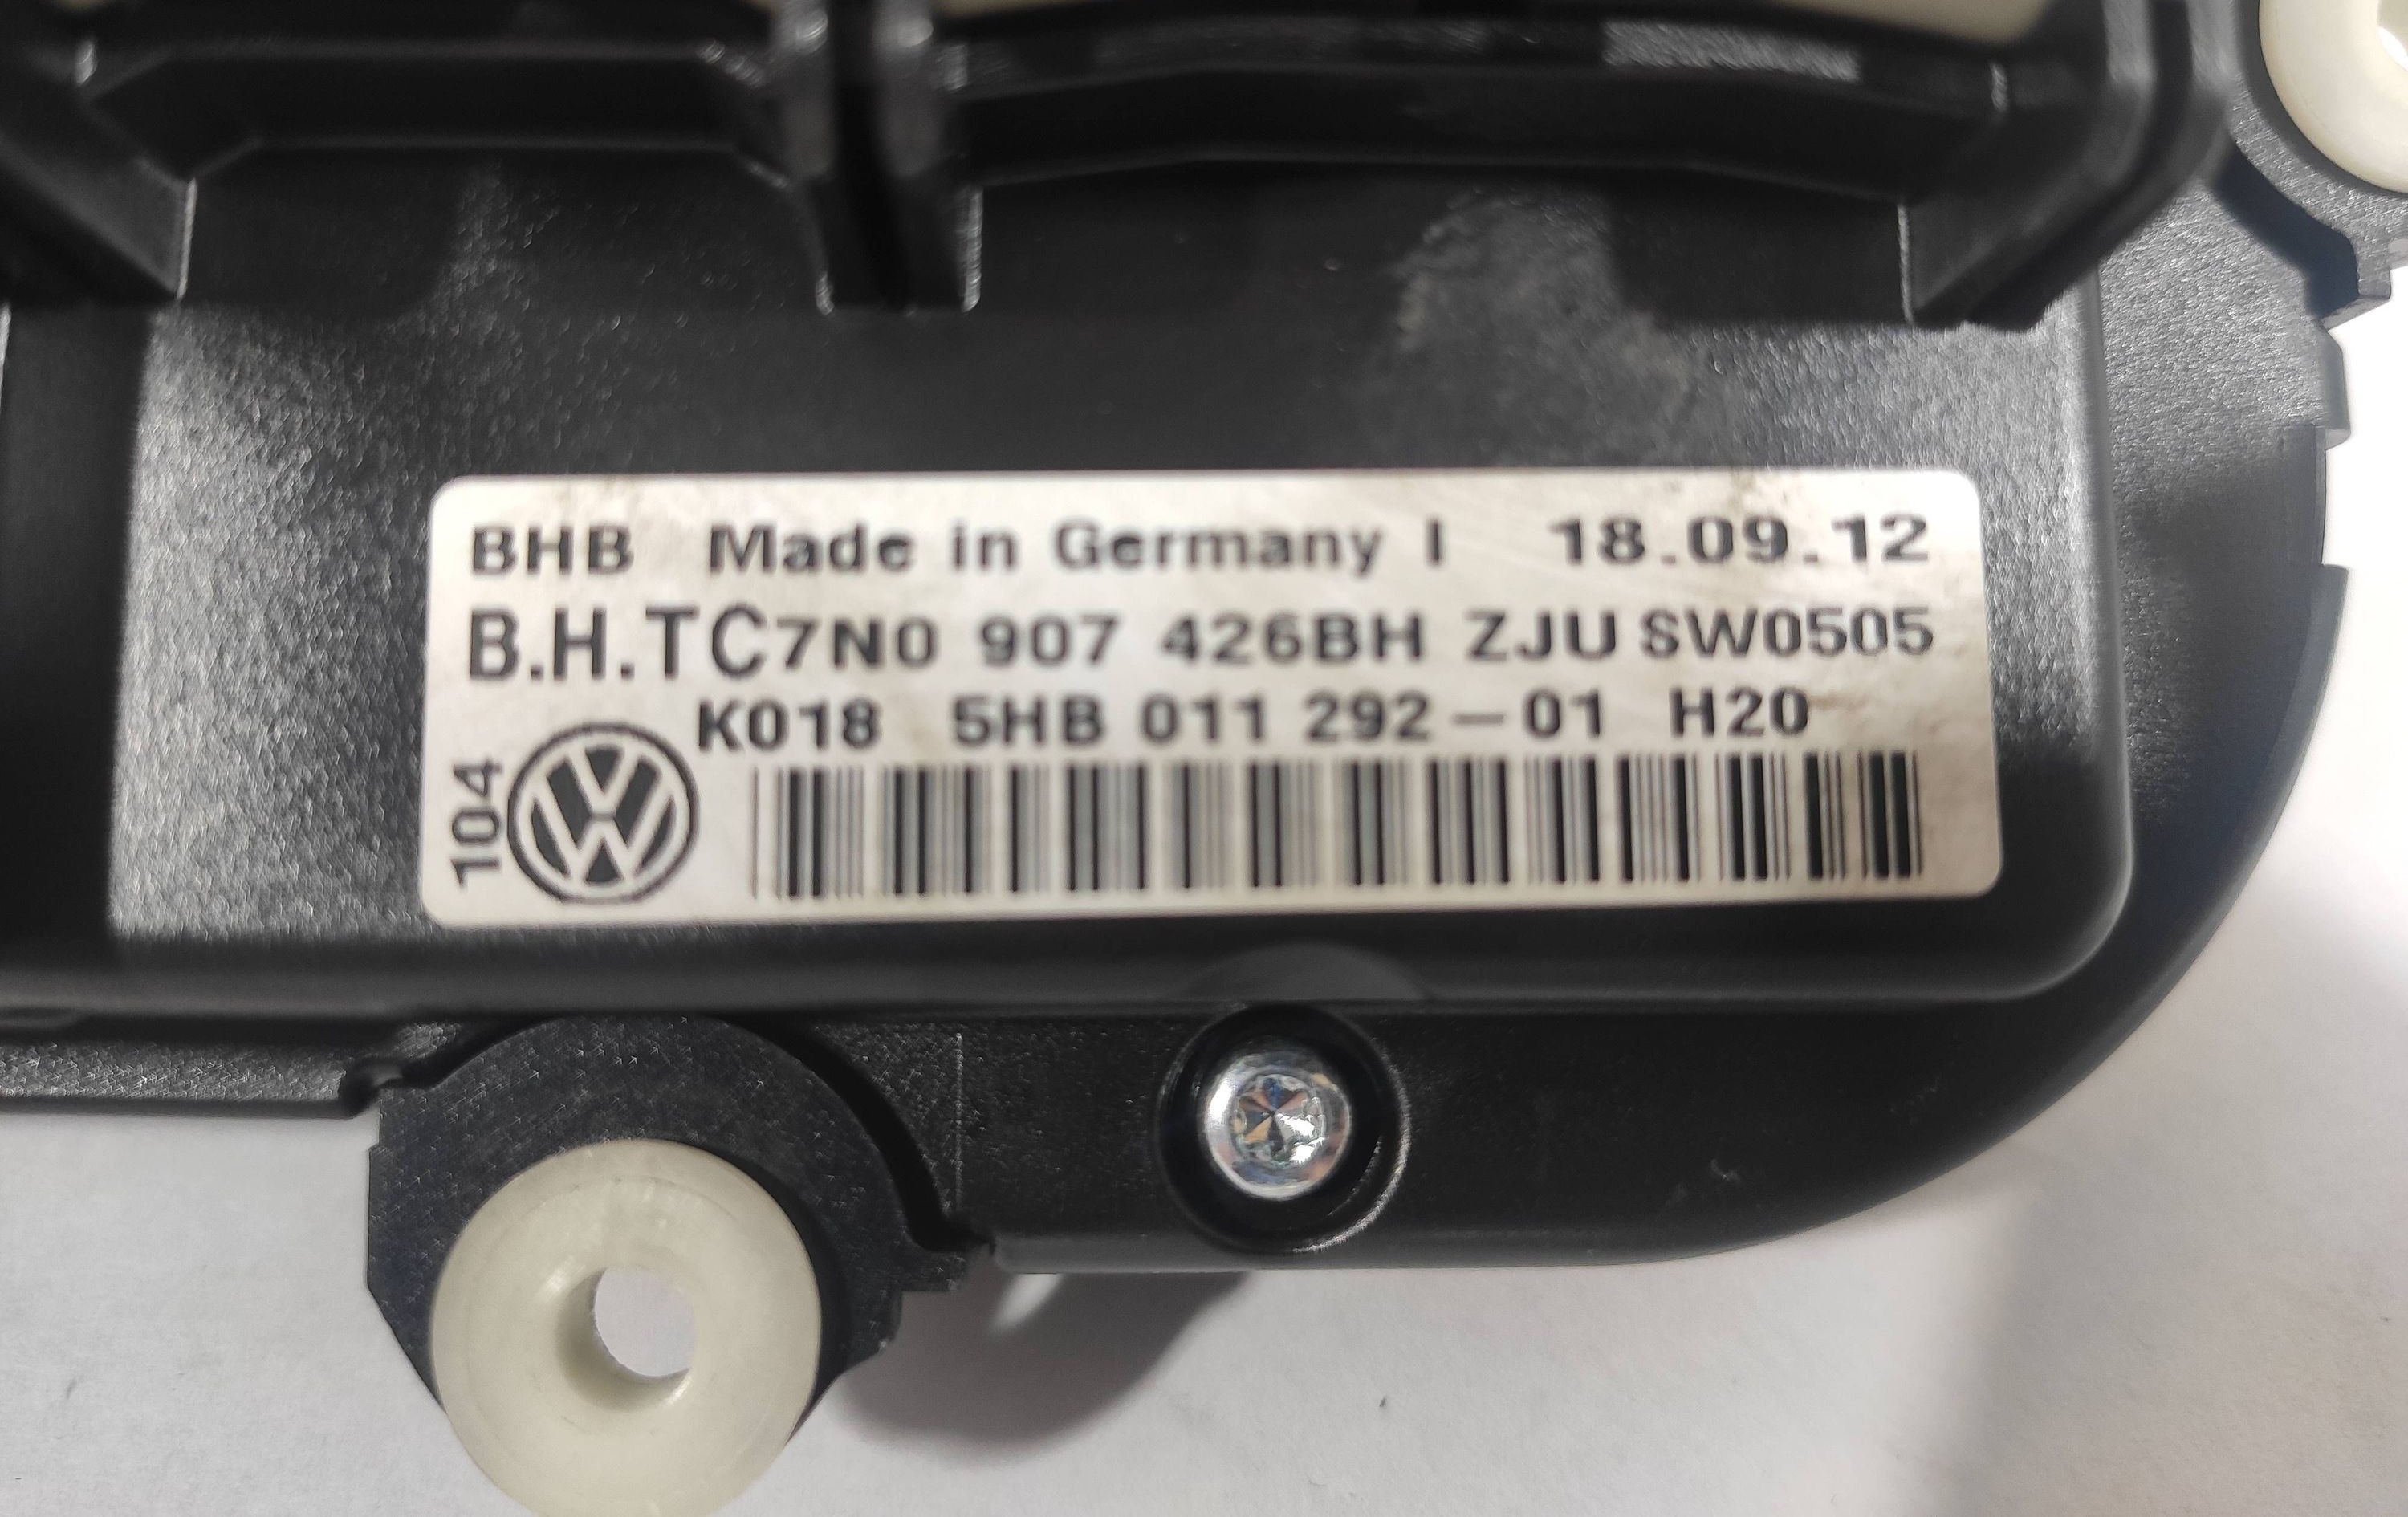 BHB Made in Germany I 18.09.12
B.H.TC7N0 907 426BH ZJU SW0505
K018 5HB 011 292-01 H20
104